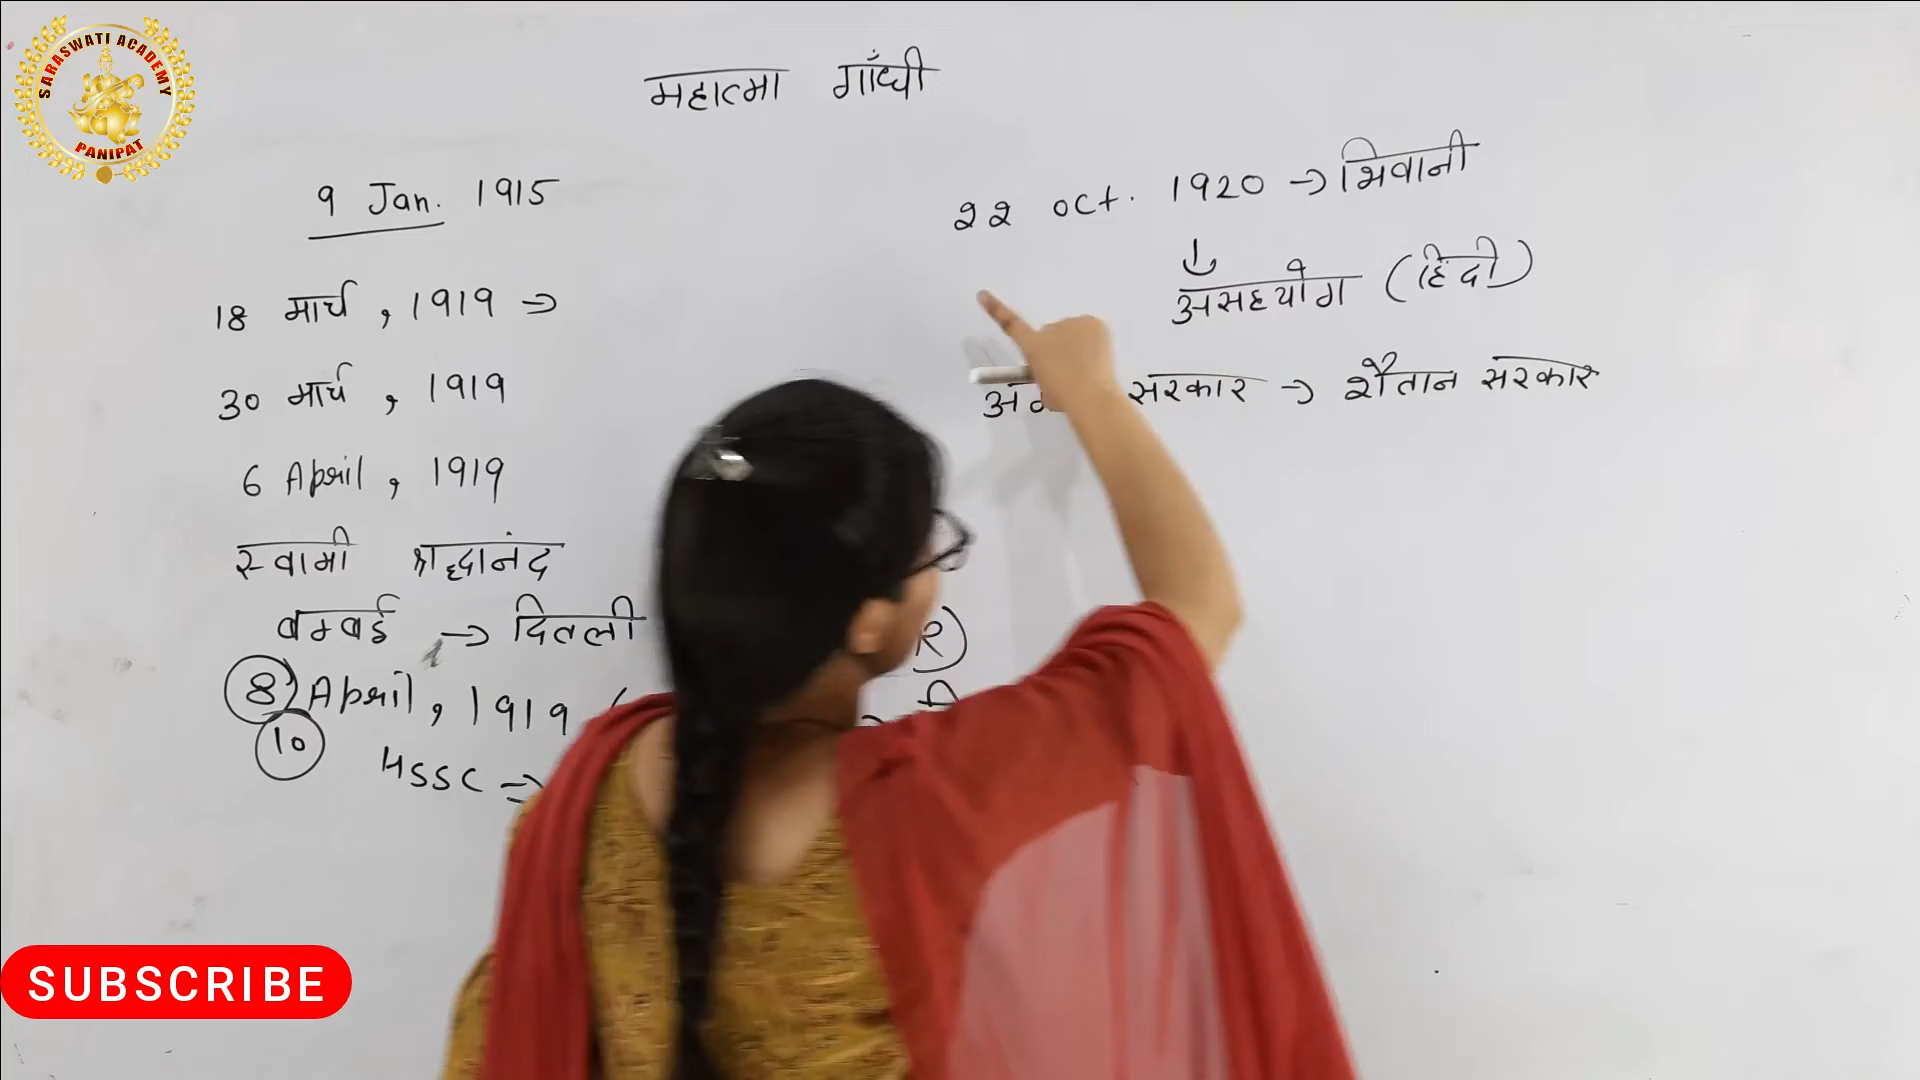 SARASWATI ACADEMY
PANIPAT
महात्मा गाँधी
9 Jan. 1915
18 मार्च, 1919 →
30 मार्च, 1919
6 April, 1919
स्वामी श्रद्धानंद
बम्बई → दिल्ली
8 April, 1919
10
HSSC →
22 oct. 1920 → भिवानी
असहयोग (हिंदी)
सरकार → शैतान सरकार
SUBSCRIBE